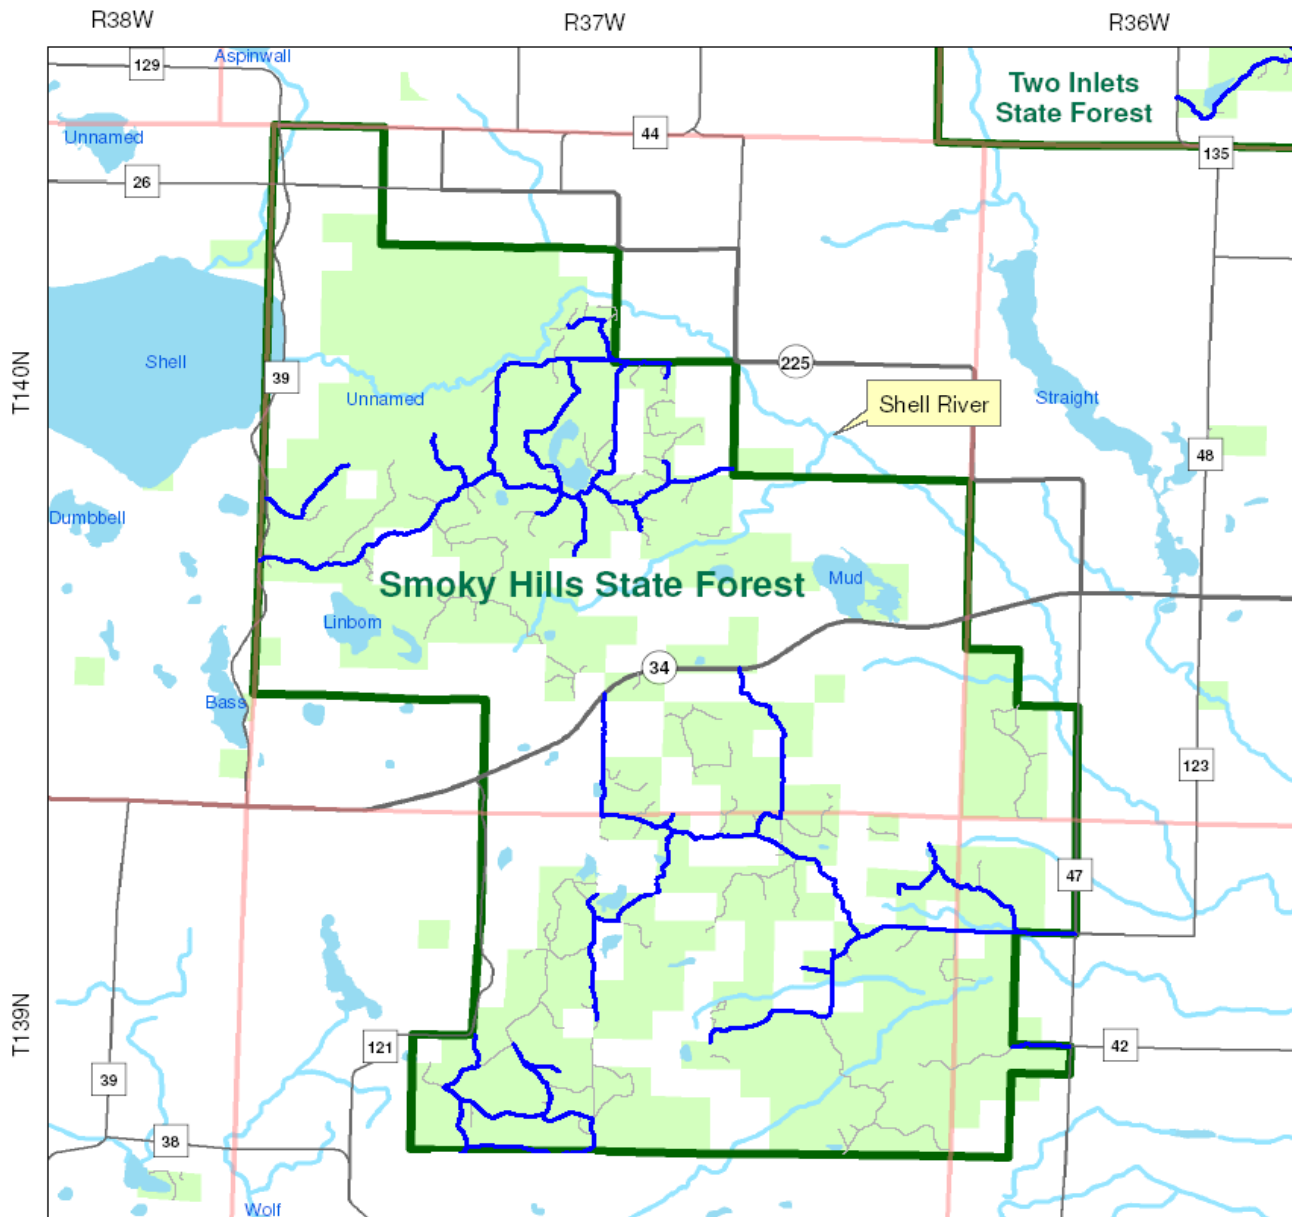 R38W
R37W
R36W
Aspinwall
129
Two Inlets
State Forest
Unnamed
44
135
26
T140N
Shell
225
39
Unnamed
Shell River
Straight
48
Dumbbell
Smoky Hills State Forest
Mud
Linbom
34
Bass
123
47
T139N
121
42
39
38
Wolf